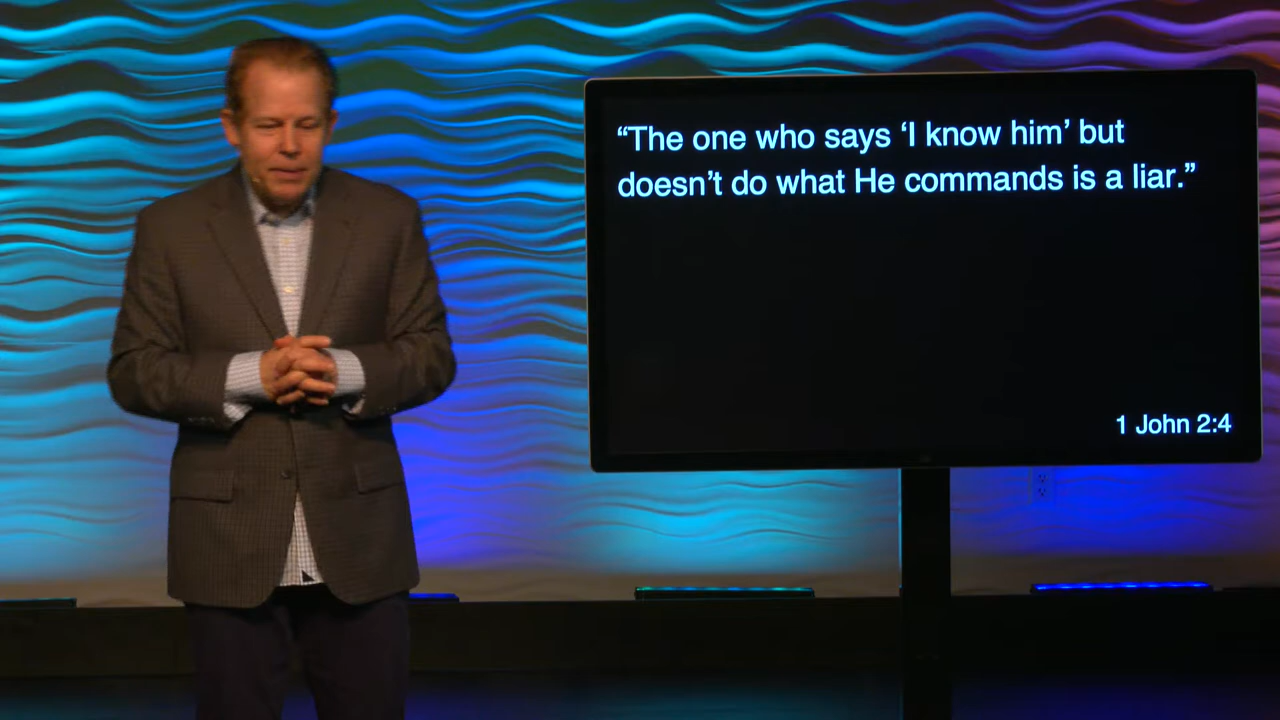 “The one who says ‘I know him’ but
doesn’t do what He commands is a liar.”
1 John 2:4